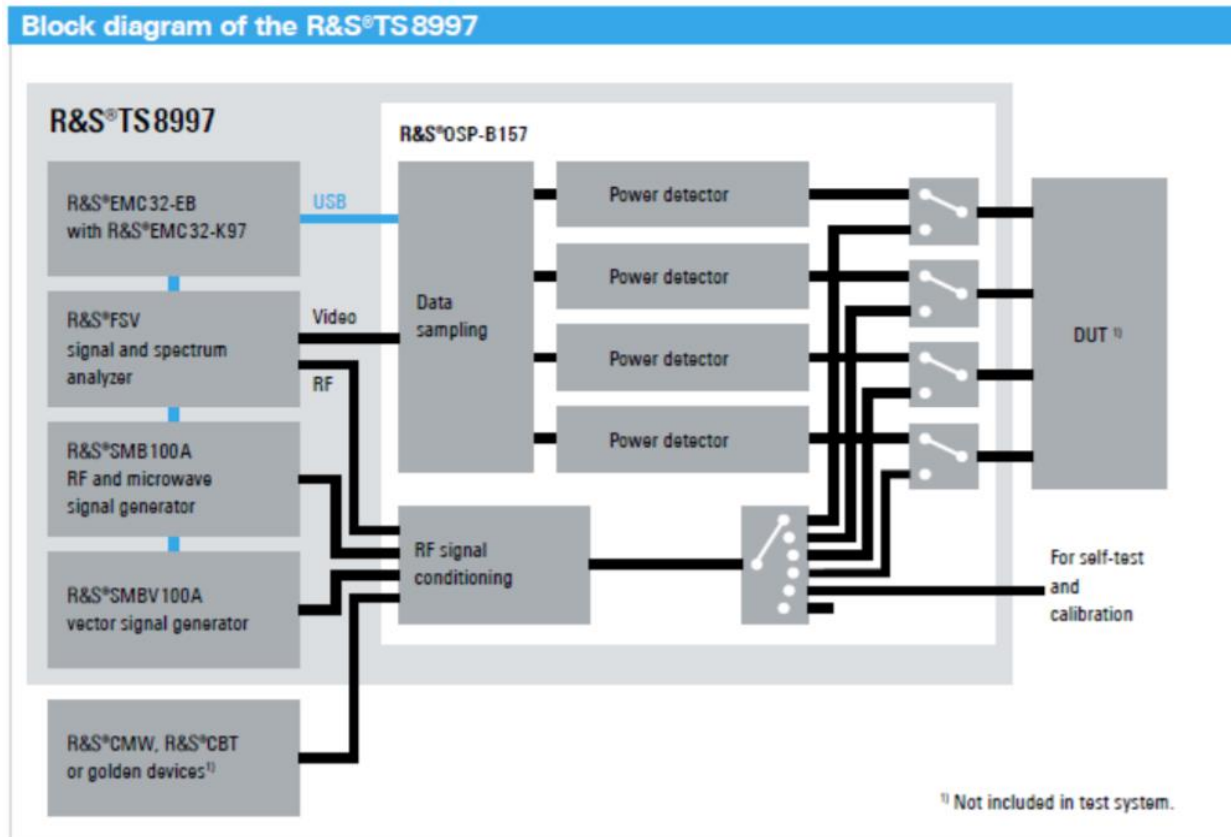 Block diagram of the R&S®TS8997
R&S®TS8997
R&S®OSP-B157
R&S®EMC32-EB
with R&S®EMC32-K97
USB
R&S®FSV
signal and spectrum
analyzer
Video
RF
Data
sampling
Power detector
Power detector
Power detector
Power detector
DUT ¹⁾
R&S®SMB100A
RF and microwave
signal generator
R&S®SMBV100A
vector signal generator
RF signal
conditioning
For self-test
and
calibration
R&S®CMW, R&S®CBT
or golden devices¹⁾
¹⁾ Not included in test system.